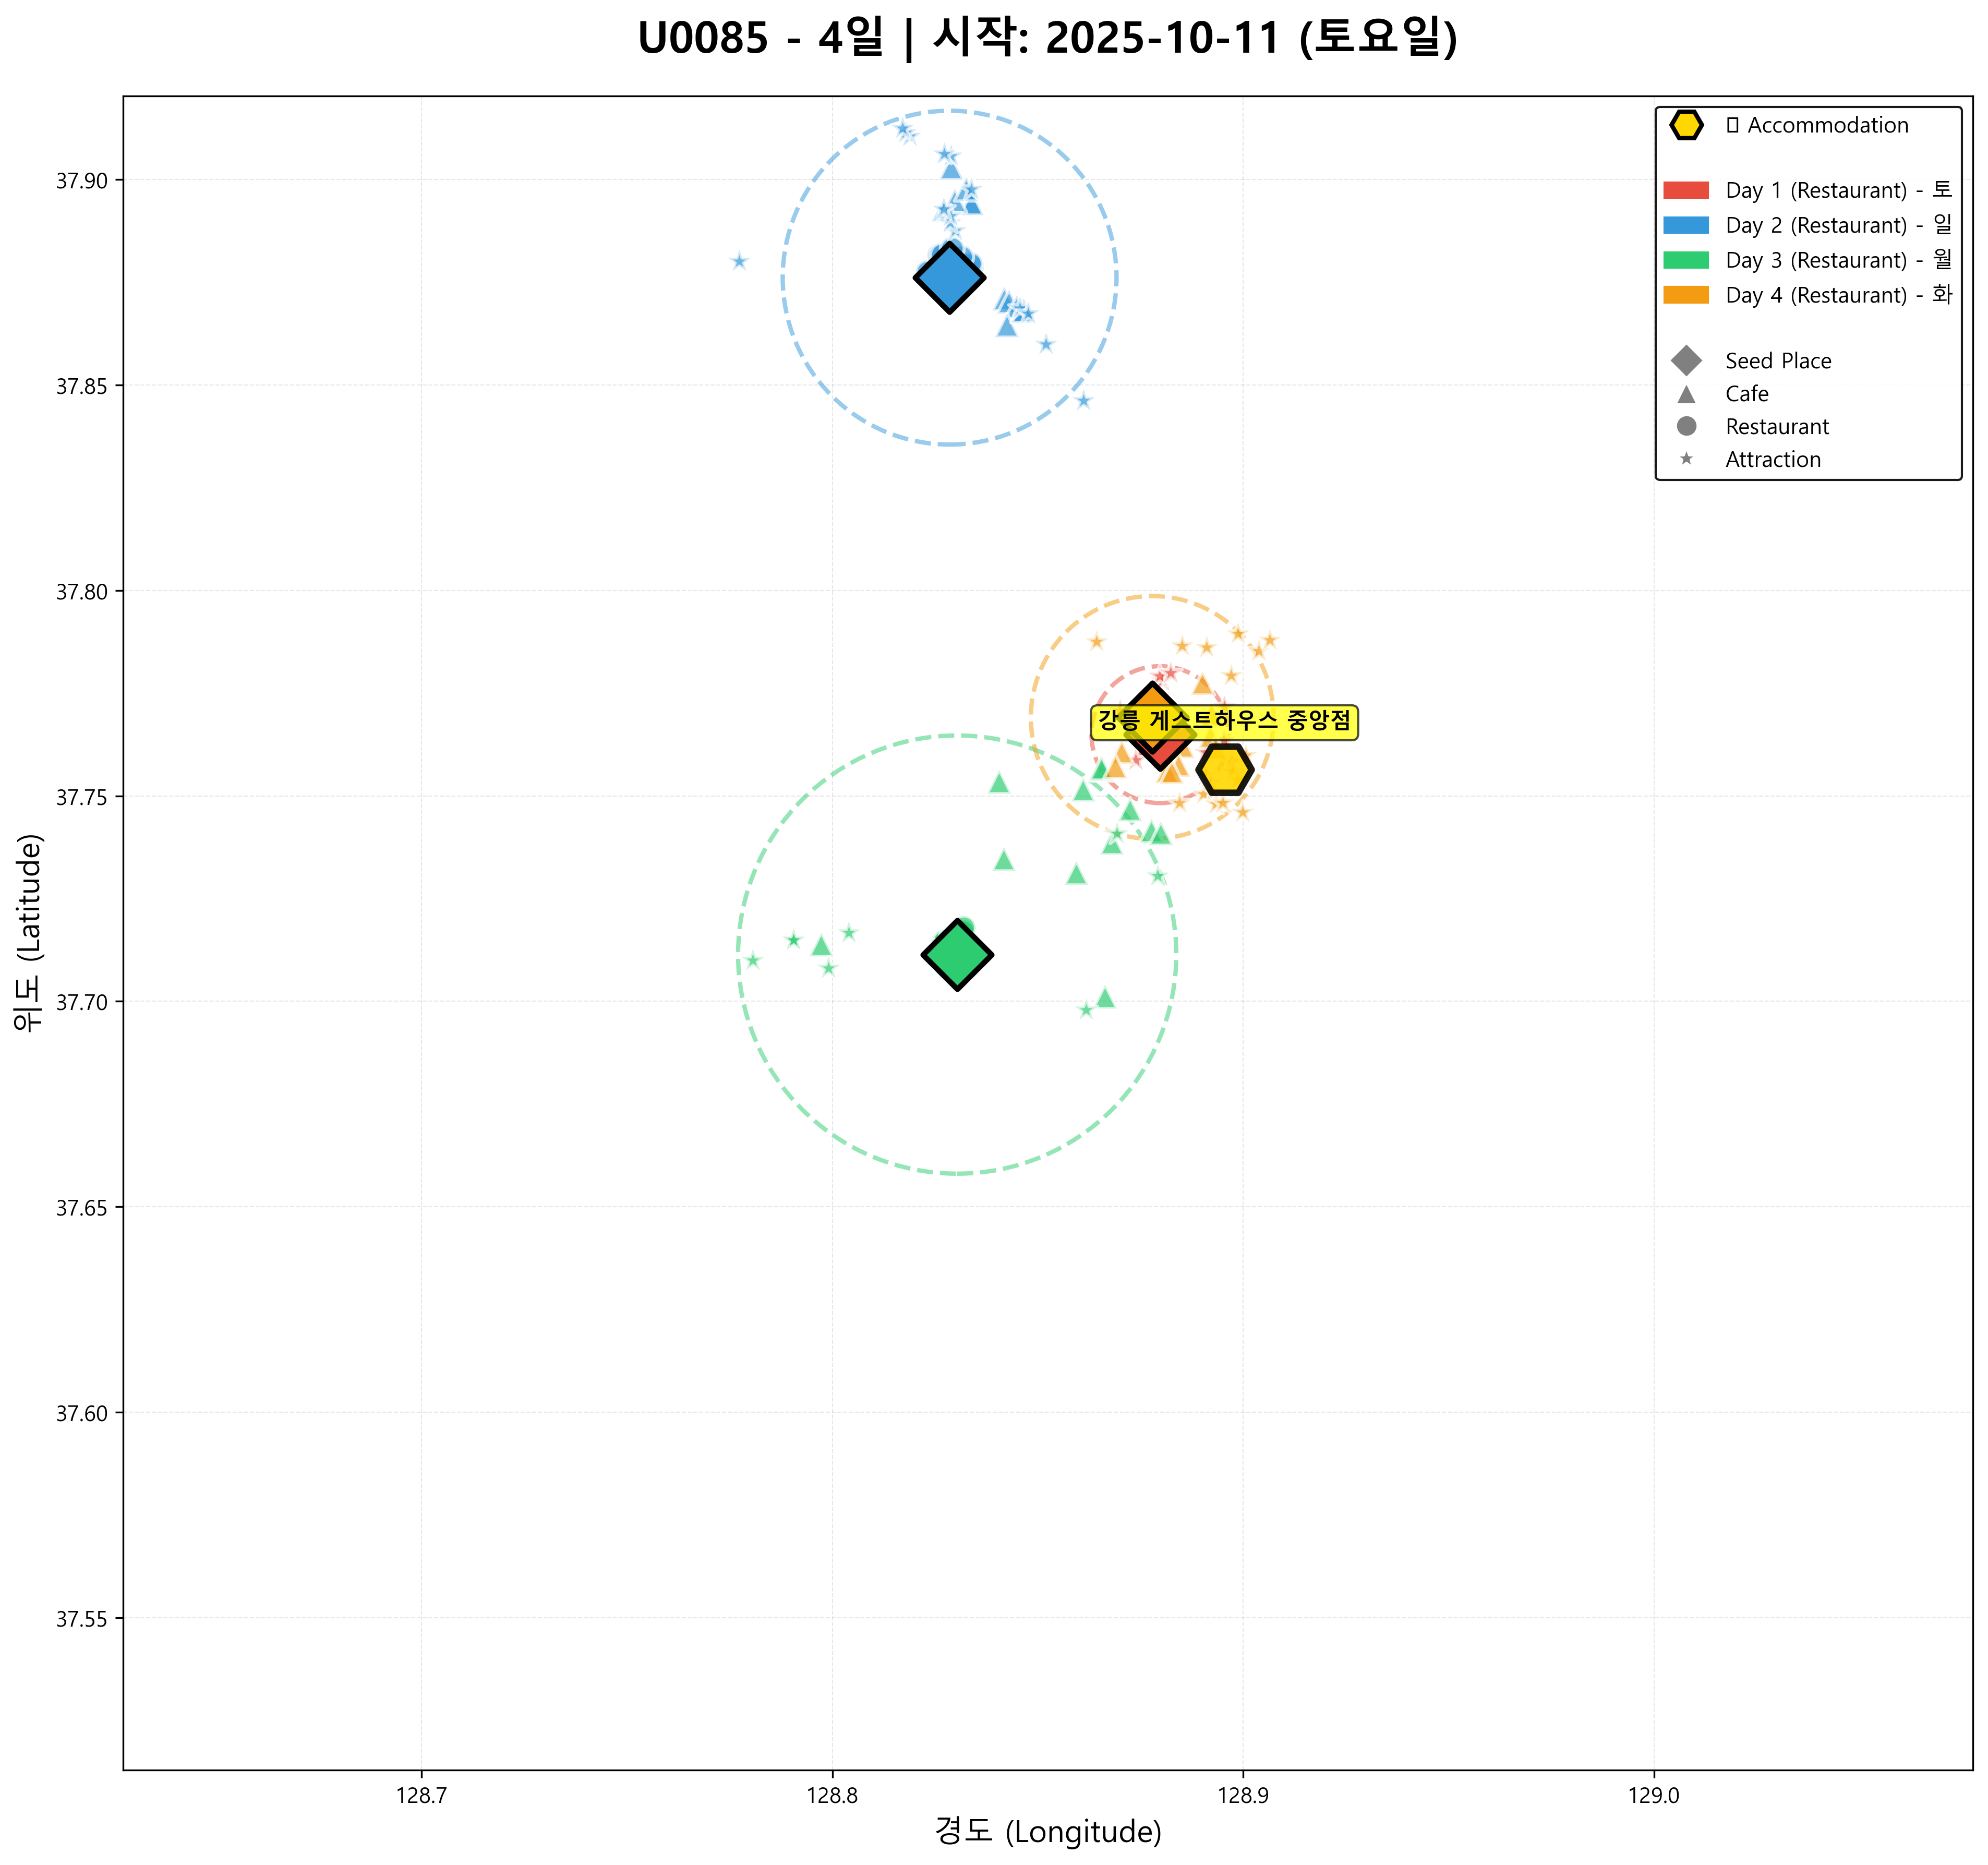 U0085 - 4일 | 시작: 2025-10-11 (토요일)
Accommodation
Day 1 (Restaurant) - 토
Day 2 (Restaurant) - 일
Day 3 (Restaurant) - 월
Day 4 (Restaurant) - 화
Seed Place
Cafe
Restaurant
Attraction
37.90
37.85
37.80
37.75
37.70
37.65
37.60
37.55
강릉 게스트하우스 중앙점
위도 (Latitude)
128.7
128.8
128.9
129.0
경도 (Longitude)